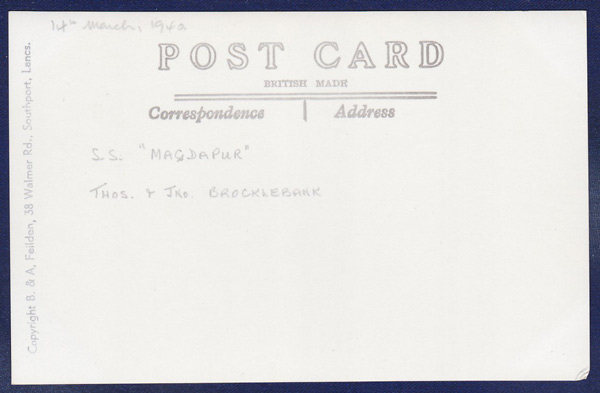 14th March, 1940
POST CARD
BRITISH MADE
Correspondence Address
S.S. "MAGDAPUR"
THOS. & JNO. BROCKLEBANK
Copyright B. & A. Feilden, 38 Walmer Rd., Southport, Lancs.